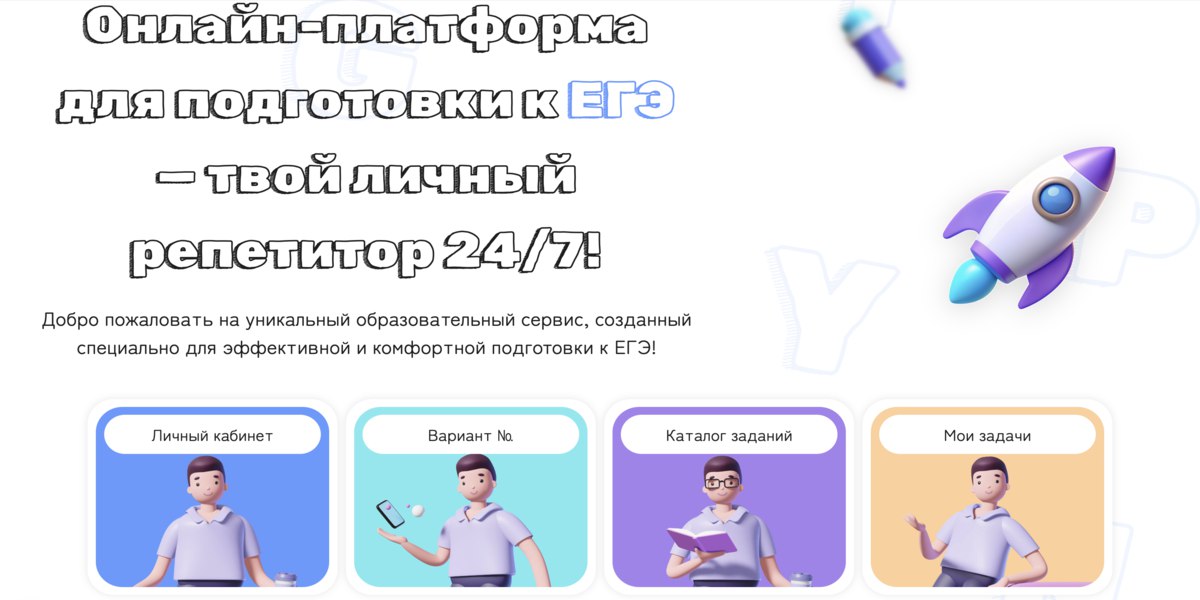 Онлайн-платформа
для подготовки к ЕГЭ
— твой личный
репетитор 24/7!
Добро пожаловать на уникальный образовательный сервис, созданный
специально для эффективной и комфортной подготовки к ЕГЭ!
Личный кабинет
Вариант №
Каталог заданий
Мои задачи
G
Y
P